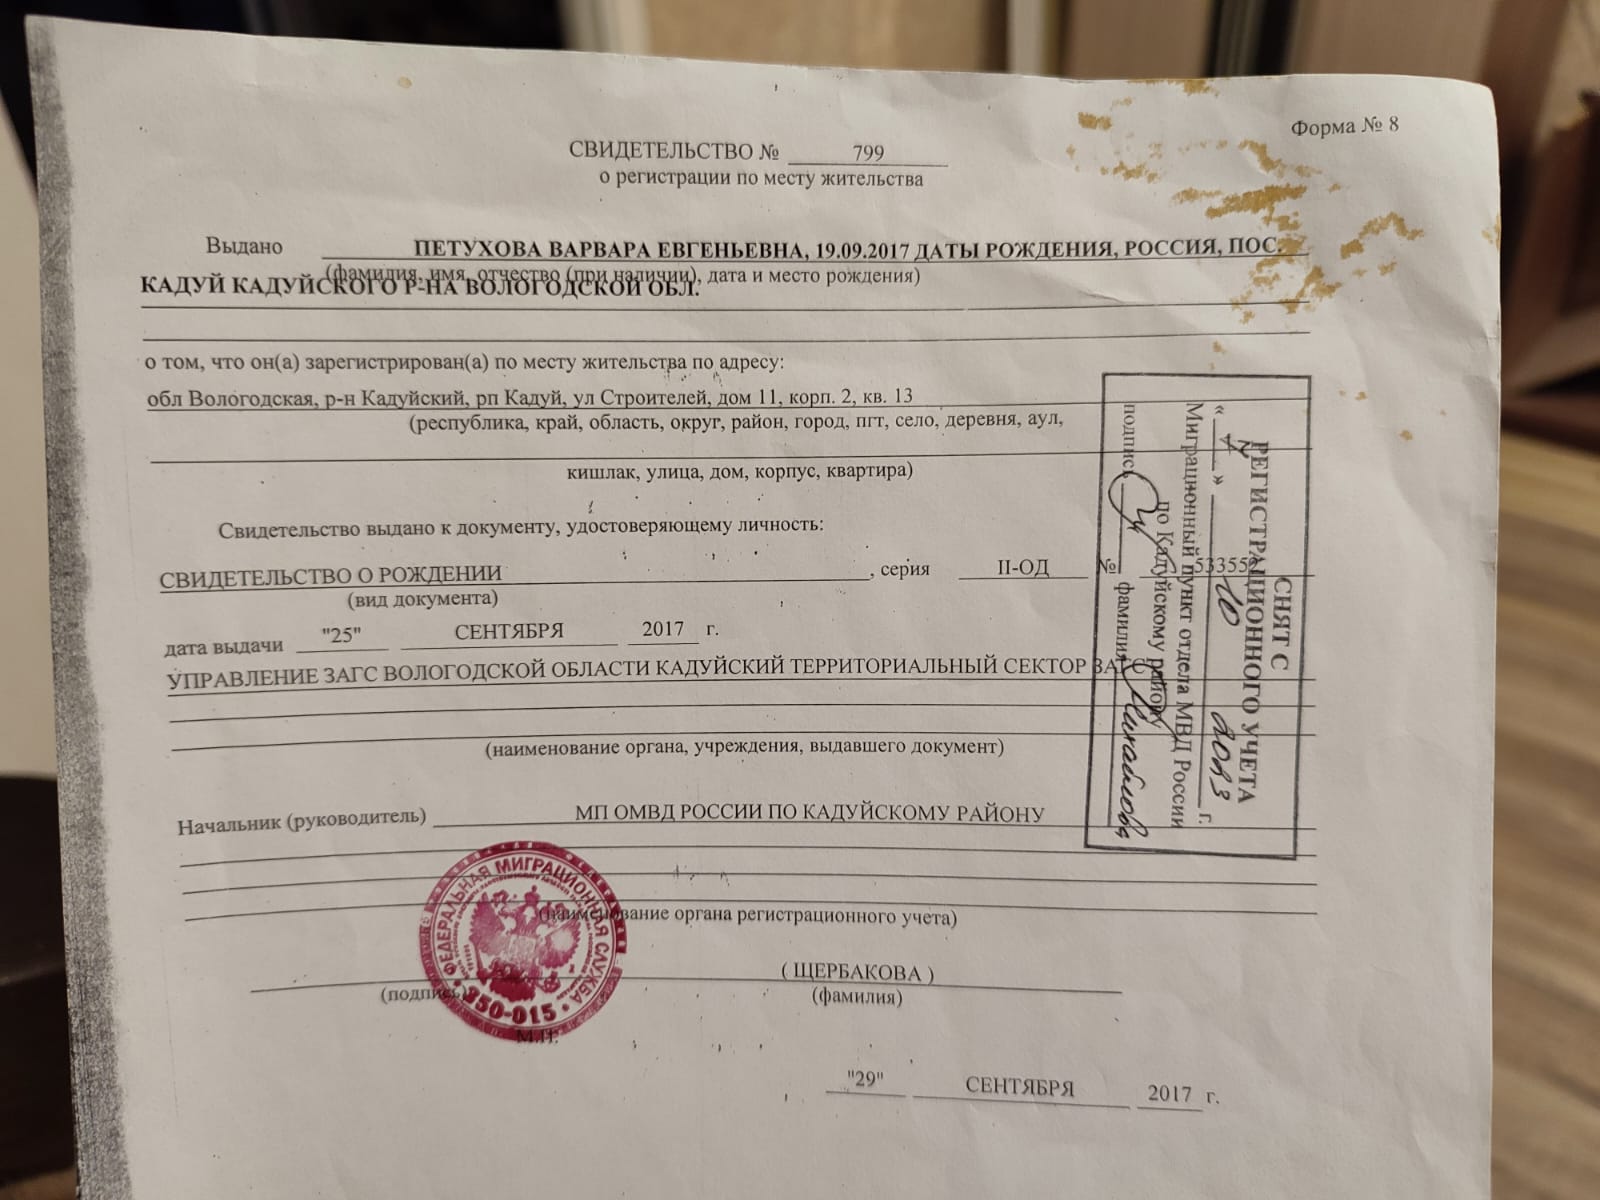 Форма № 8
СВИДЕТЕЛЬСТВО № 799
о регистрации по месту жительства
Выдано ПЕТУХОВА ВАРВАРА ЕВГЕНЬЕВНА, 19.09.2017 ДАТЫ РОЖДЕНИЯ, РОССИЯ, ПОС.
(фамилия, имя, отчество (при наличии), дата и место рождения)
КАДУЙ КАДУЙСКОГО Р-НА ВОЛОГОДСКОЙ ОБЛ.
о том, что он(а) зарегистрирован(а) по месту жительства по адресу:
обл Вологодская, р-н Кадуйский, рп Кадуй, ул Строителей, дом 11, корп. 2, кв. 13
(республика, край, область, округ, район, город, пгт, село, деревня, аул,
кишлак, улица, дом, корпус, квартира)
Свидетельство выдано к документу, удостоверяющему личность:
СВИДЕТЕЛЬСТВО О РОЖДЕНИИ, серия II-ОД №
(вид документа)
дата выдачи "25" СЕНТЯБРЯ 2017 г.
УПРАВЛЕНИЕ ЗАГС ВОЛОГОДСКОЙ ОБЛАСТИ КАДУЙСКИЙ ТЕРРИТОРИАЛЬНЫЙ СЕКТОР ЗАГС
(наименование органа, учреждения, выдавшего документ)
Начальник (руководитель) МП ОМВД РОССИИ ПО КАДУЙСКОМУ РАЙОНУ
(наименование органа регистрационного учета)
( ЩЕРБАКОВА )
(подпись) (фамилия)
М.П.
"29" СЕНТЯБРЯ 2017 г.
СНЯТ С
РЕГИСТРАЦИОННОГО УЧЕТА
« » г.
Миграционный пункт отдела МВД России
по Кадуйскому району
подпись фамилия
ФЕДЕРАЛЬНАЯ МИГРАЦИОННАЯ СЛУЖБА
350-015